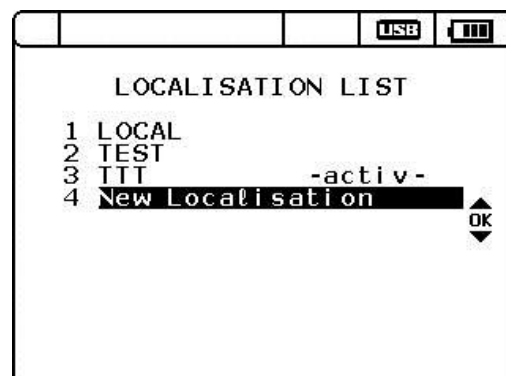 USB
LOCALISATION LIST
1 LOCAL
2 TEST
3 TTT -activ-
4 New Localisation
OK